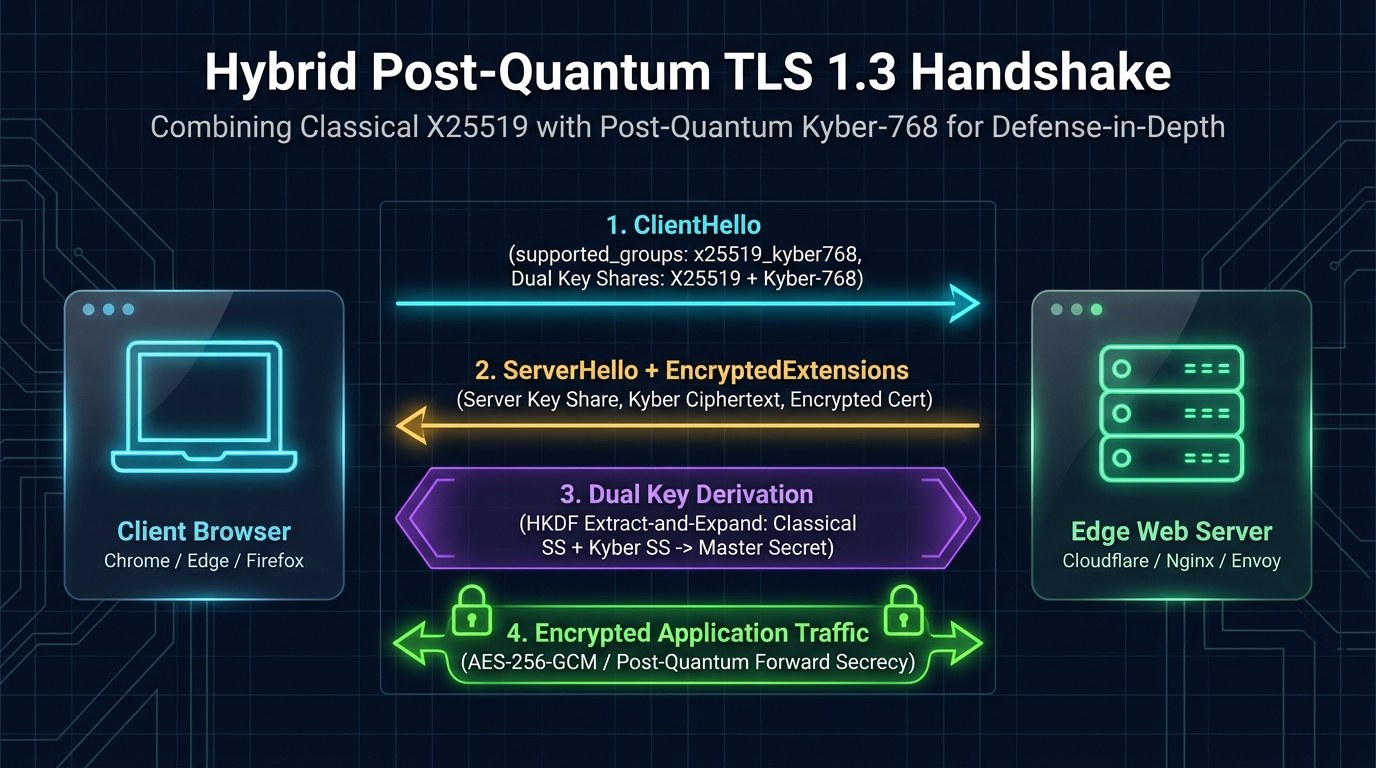 Hybrid Post-Quantum TLS 1.3 Handshake
Combining Classical X25519 with Post-Quantum Kyber-768 for Defense-in-Depth
1. ClientHello
(supported_groups: x25519_kyber768,
Dual Key Shares: X25519 + Kyber-768)
2. ServerHello + EncryptedExtensions
(Server Key Share, Kyber Ciphertext, Encrypted Cert)
3. Dual Key Derivation
(HKDF Extract-and-Expand: Classical
SS + Kyber SS -> Master Secret)
4. Encrypted Application Traffic
(AES-256-GCM / Post-Quantum Forward Secrecy)
Client Browser
Chrome / Edge / Firefox
Edge Web Server
Cloudflare / Nginx / Envoy